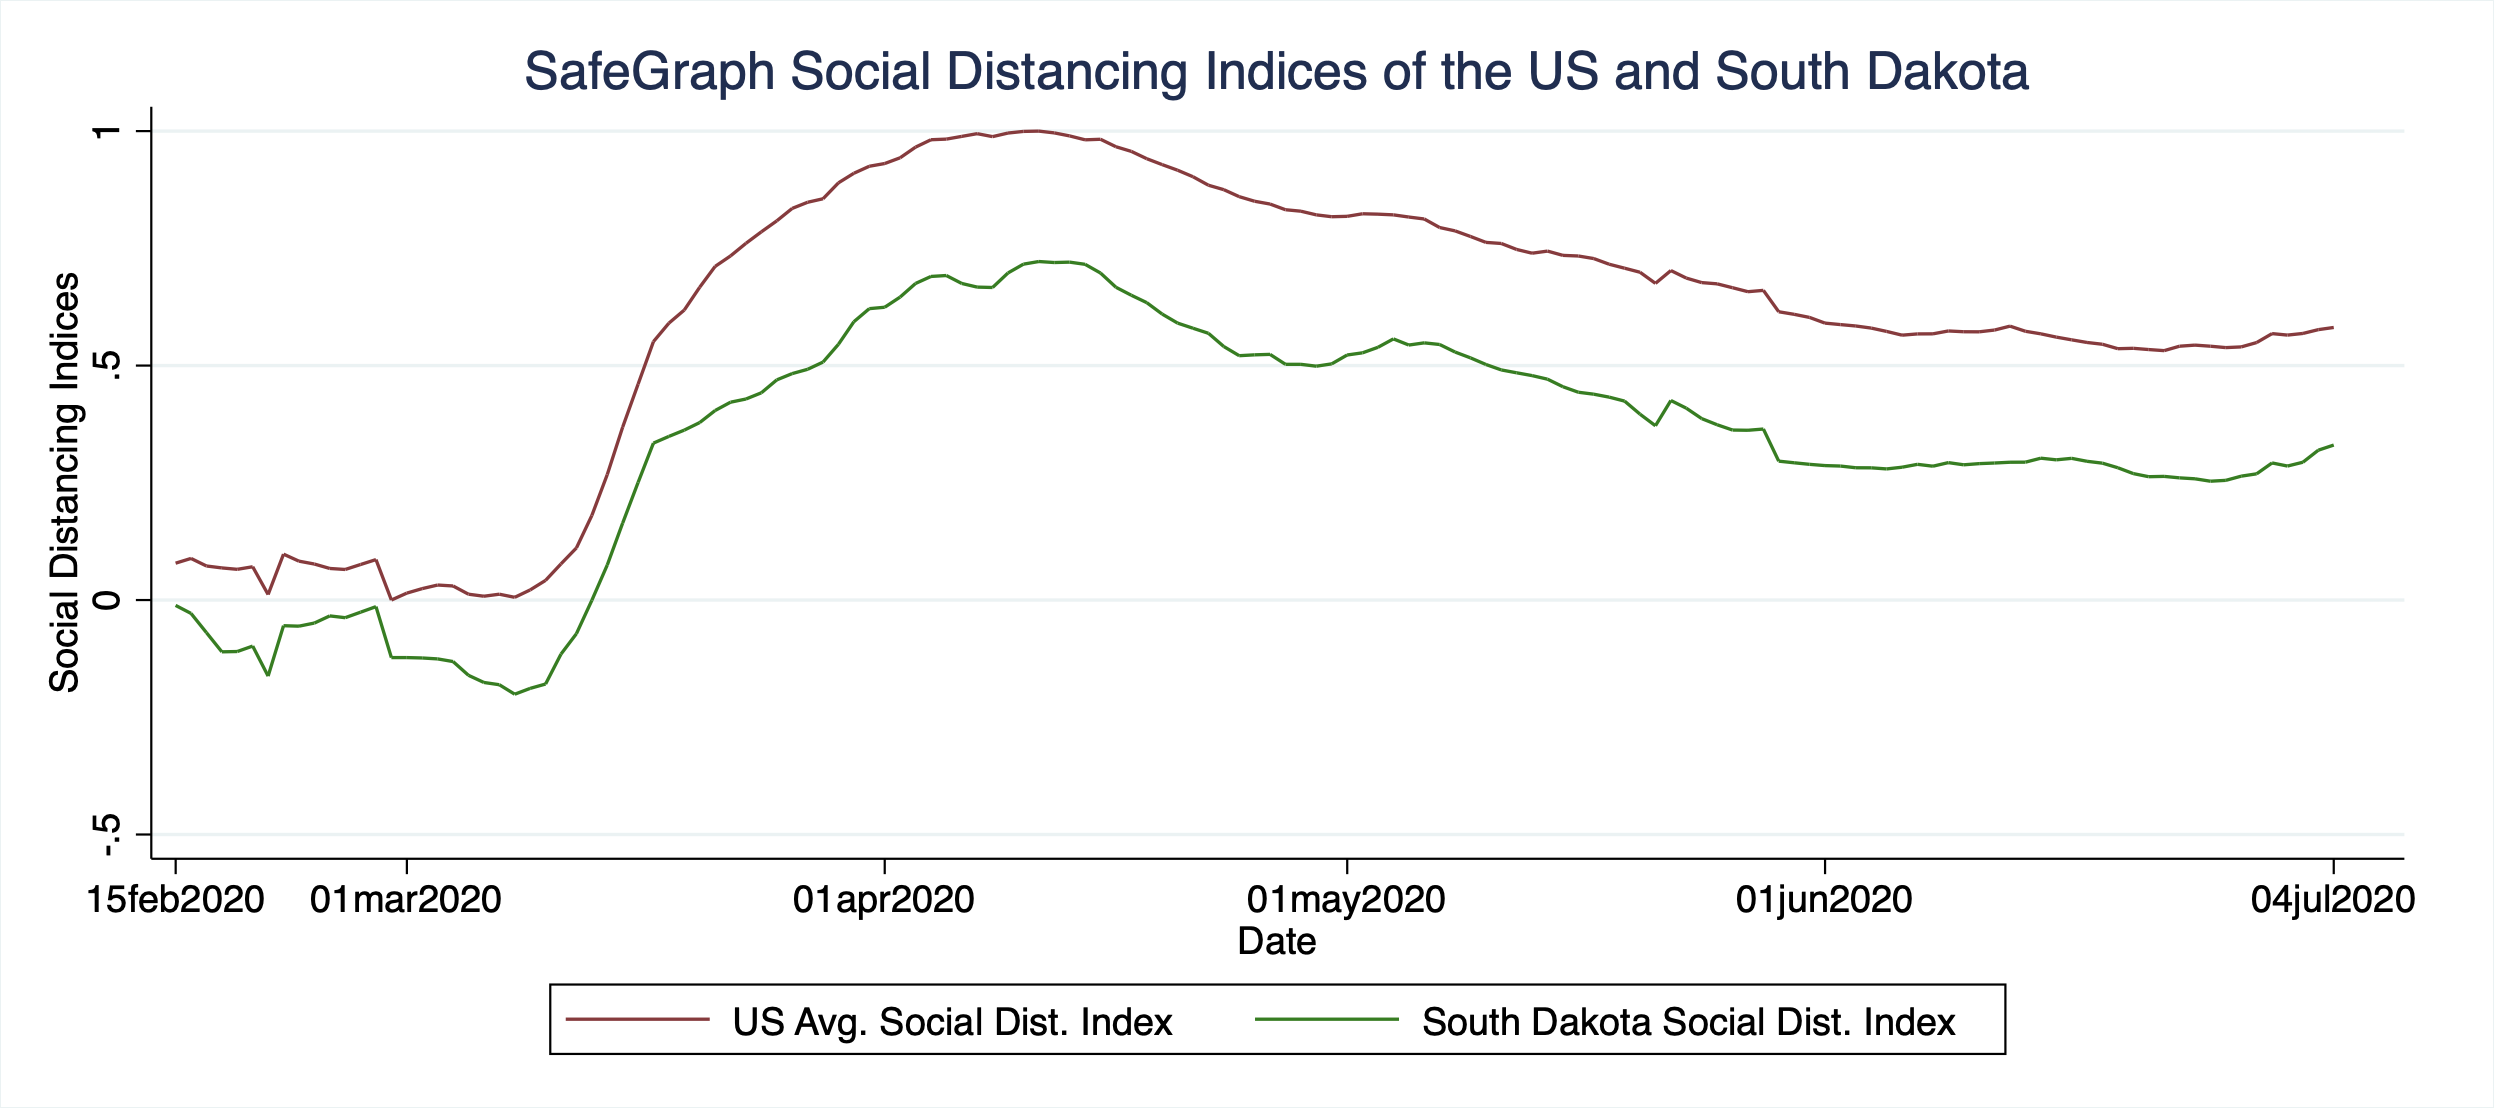 SafeGraph Social Distancing Indices of the US and South Dakota
Social Distancing Indices
1
.5
0
-.5
15feb2020 01mar2020 01apr2020 01may2020 01jun2020 04jul2020
Date
US Avg. Social Dist. Index South Dakota Social Dist. Index